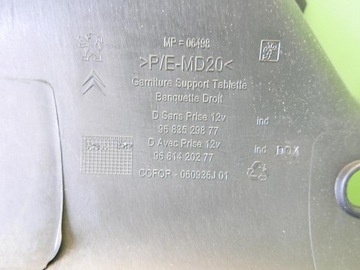 MP = 06498
>P/E-MD20<
Garniture Support Tablette
Banquette Droit
D Sans Prise 12v
96 835 298 77
Ind
D Avec Prise 12v
96 814 202 77
Ind
COFOR : 060936J 01